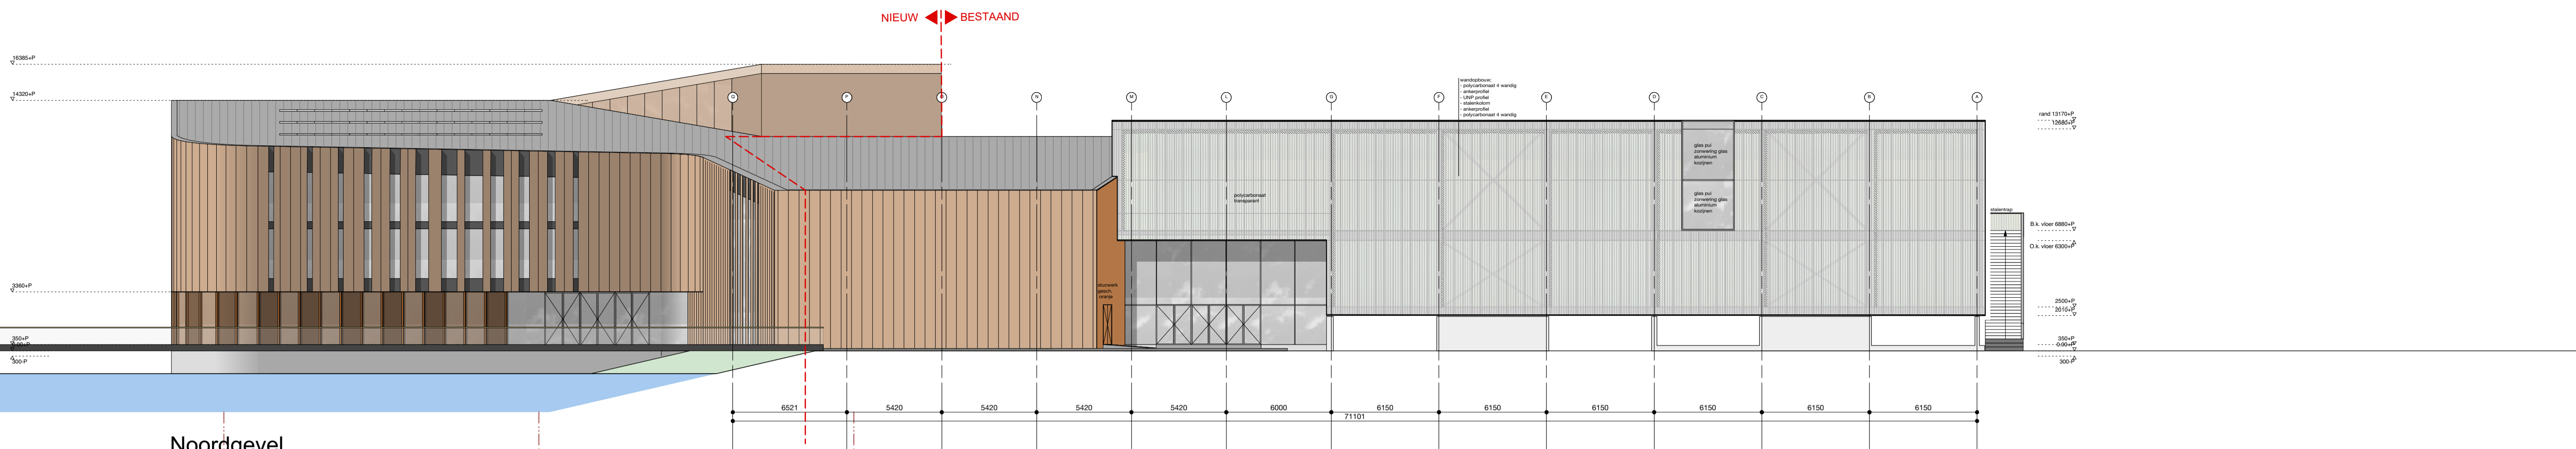 NIEUW BESTAAND
16385+P
14320+P
3360+P
350+P
300-P
Q P N M L G F E D C B A
wandopbouw:
- polycarbonaat 4 wandig
- ankerprofiel
- UNP profiel
- stalenkolom
- ankerprofiel
- polycarbonaat 4 wandig
polycarbonaat
transparant
glas pui
zonwering glas
aluminium
kozijnen
glas pui
zonwering glas
aluminium
kozijnen
stucwerk
gesch.
oranje
stalentrap
rand 13170+P
12680+P
B.k. vloer 6880+P
O.k. vloer 6300+P
2500+P
2010+P
350+P
0.00+P
300-P
6521 5420 5420 5420 5420 6000 6150 6150 6150 6150 6150 6150
71101
Noordgevel